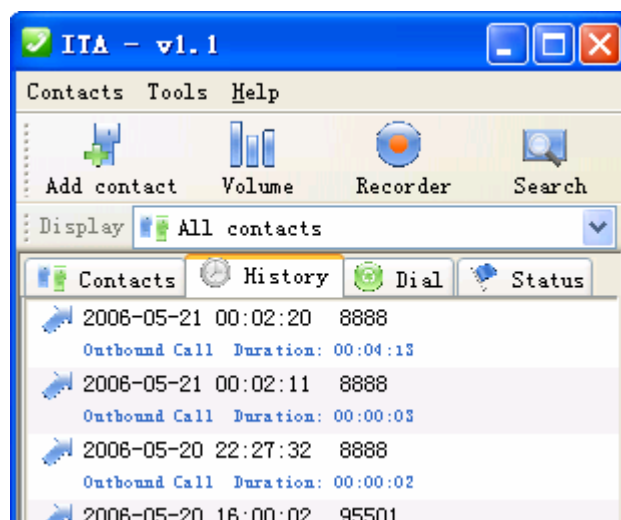 ITA - v1.1
Contacts Tools Help
Add contact Volume Recorder Search
Display All contacts
Contacts History Dial Status
2006-05-21 00:02:20 8888
Outbound Call Duration: 00:04:13
2006-05-21 00:02:11 8888
Outbound Call Duration: 00:00:03
2006-05-20 22:27:32 8888
Outbound Call Duration: 00:00:02
2006-05-20 16:00:02 95501